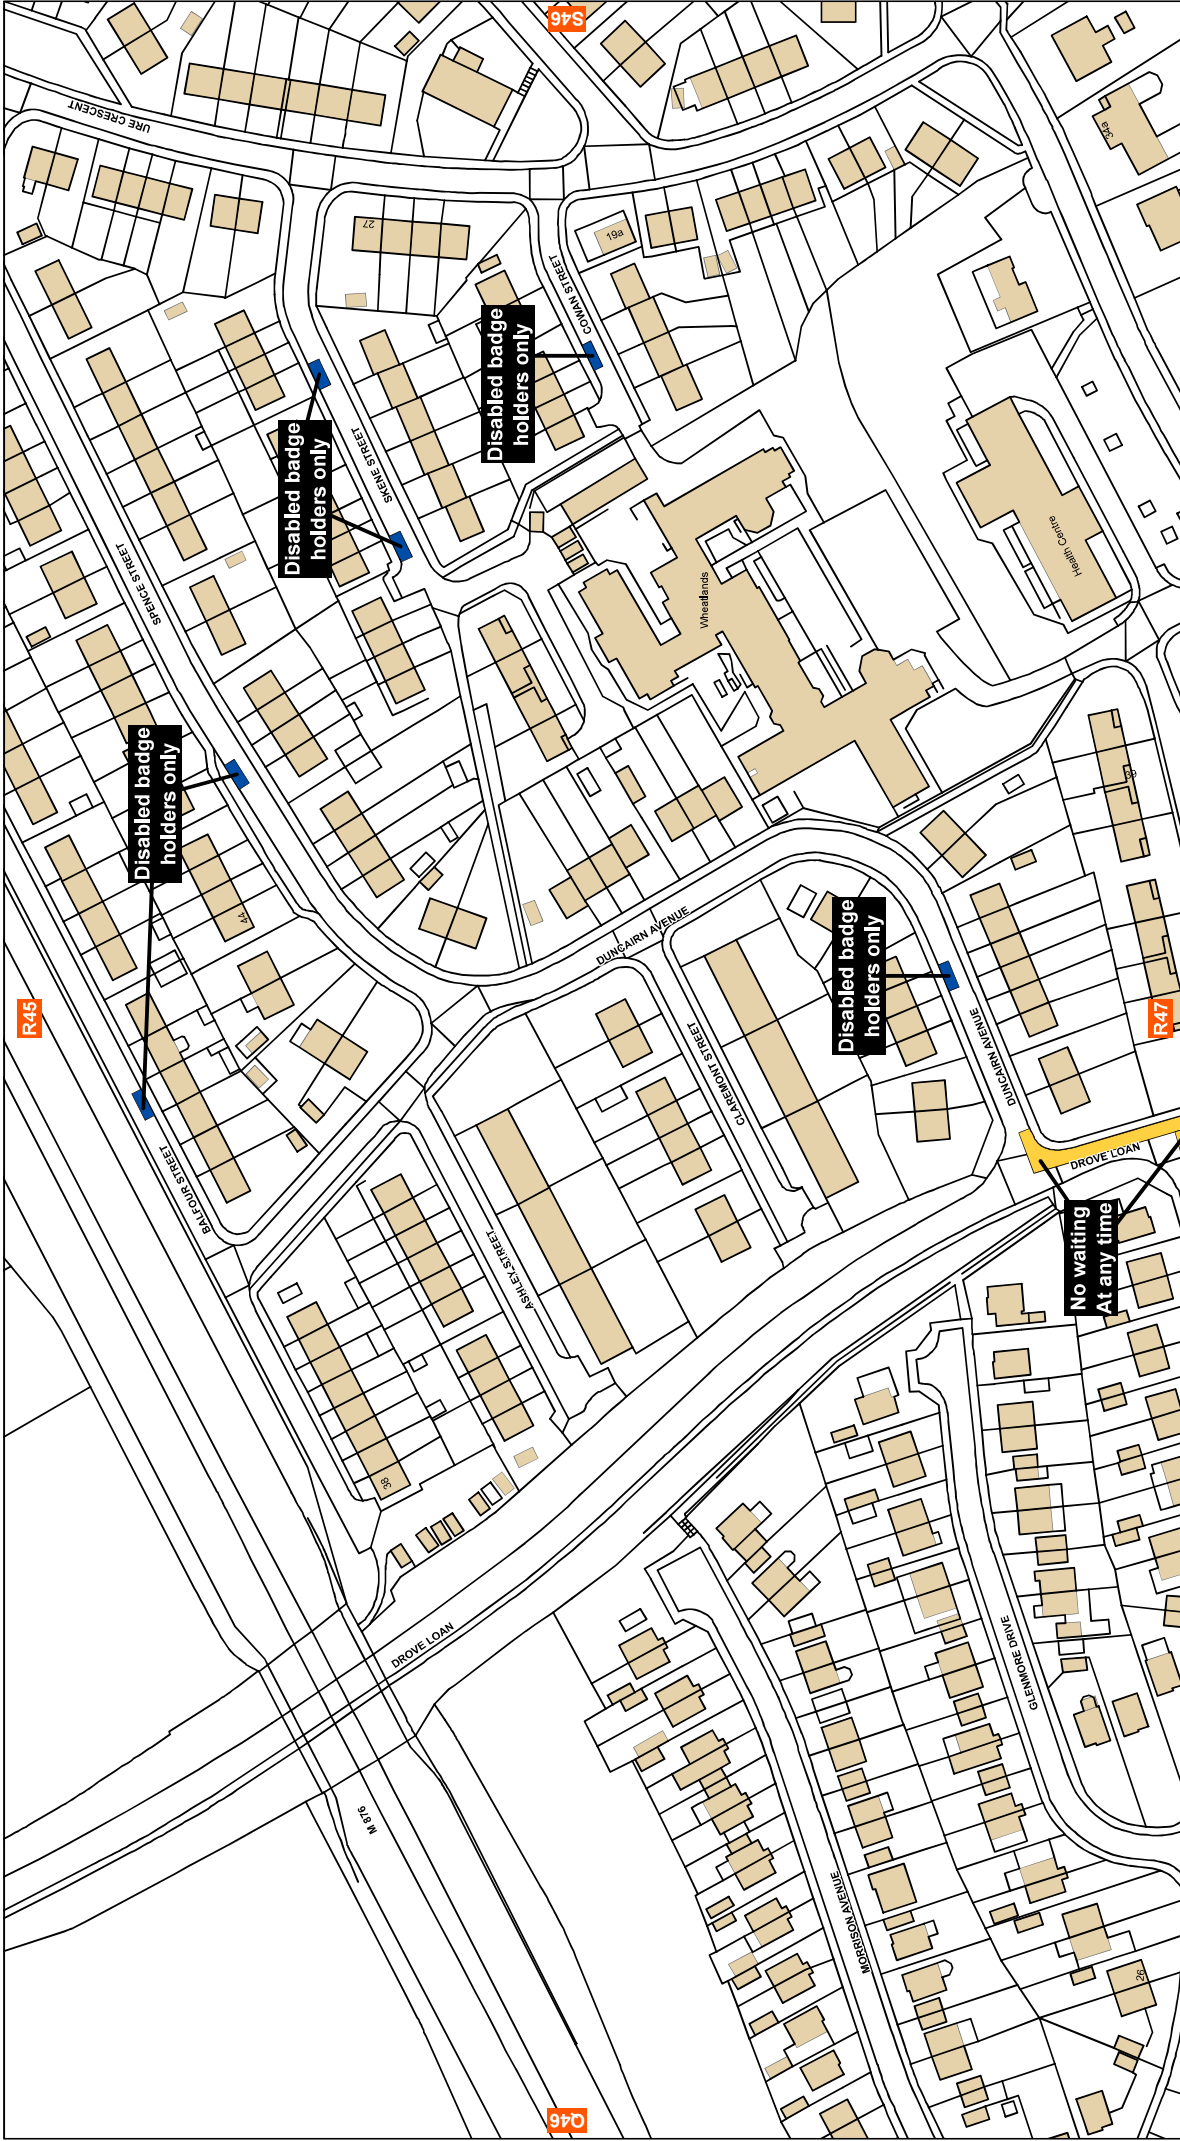 S46
URE CRESCENT
34a
27
19a
COWAN STREET
Disabled badge
holders only
Disabled badge
holders only
SKENE STREET
SPENCE STREET
Health Centre
Wheatlands
Disabled badge
holders only
39
44
DUNCAIRN AVENUE
Disabled badge
holders only
R45
R47
CLAREMONT STREET
DUNCAIRN AVENUE
DROVE LOAN
BALFOUR STREET
No waiting
At any time
ASHLEY STREET
38
DROVE LOAN
GLENMORE DRIVE
M 876
MORRISON AVENUE
26
Q46